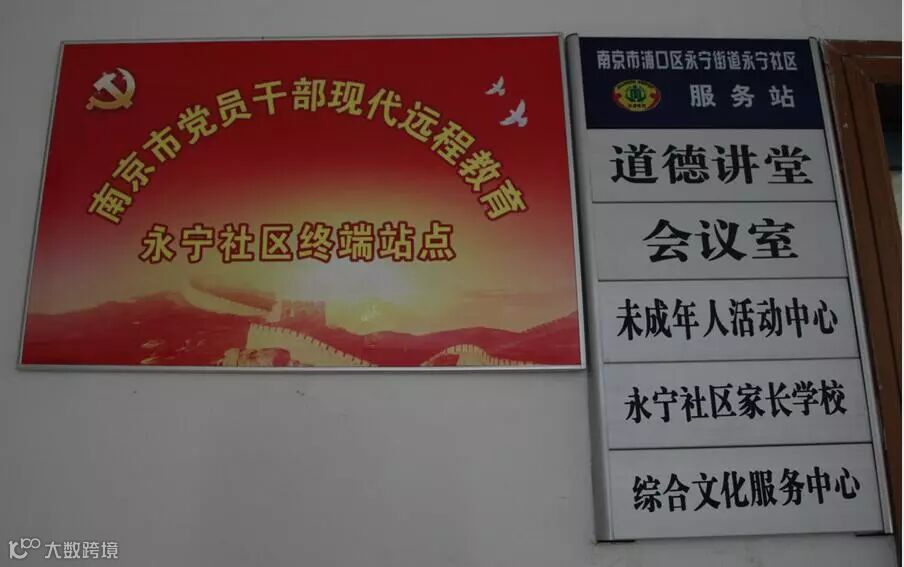 南京市党员干部现代远程教育
永宁社区终端站点
南京市浦口区永宁街道永宁社区
服务站
道德讲堂
会议室
未成年人活动中心
永宁社区家长学校
综合文化服务中心
大数跨境